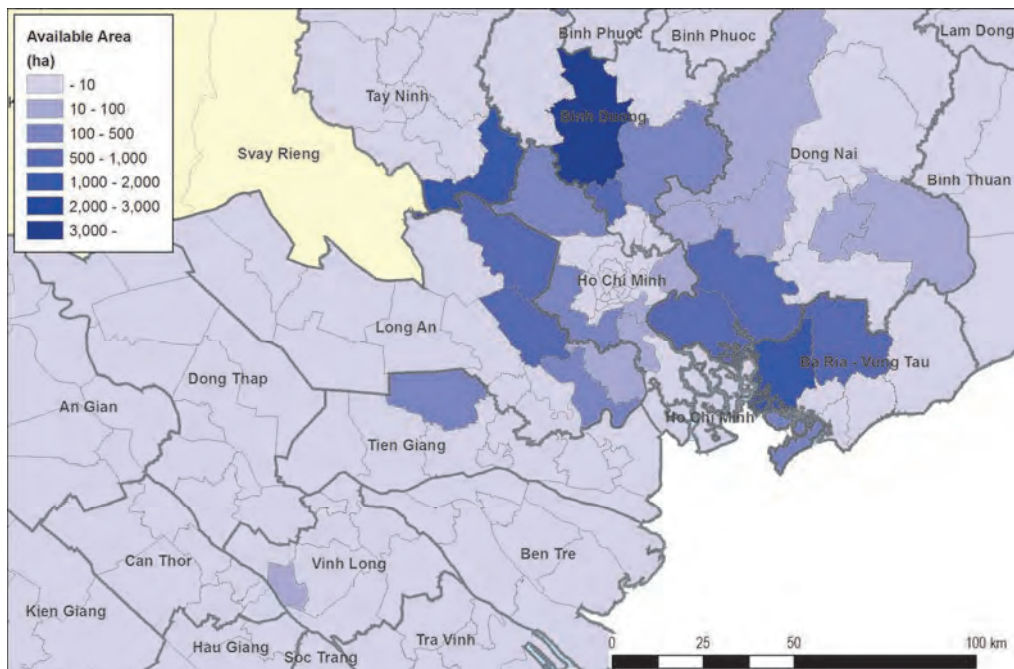 Available Area
(ha)
- 10
10 - 100
100 - 500
500 - 1,000
1,000 - 2,000
2,000 - 3,000
3,000 -
Binh Phuoc
Binh Phuoc
Lam Dong
Tay Ninh
Binh Duong
Svay Rieng
Dong Nai
Binh Thuan
Ho Chi Minh
Long An
Dong Thap
Ba Ria - Vung Tau
An Gian
Ho Chi Minh
Tien Giang
Can Thor
Vinh Long
Ben Tre
Kien Giang
Hau Giang
Soc Trang
Tra Vinh
0 25 50 100 km